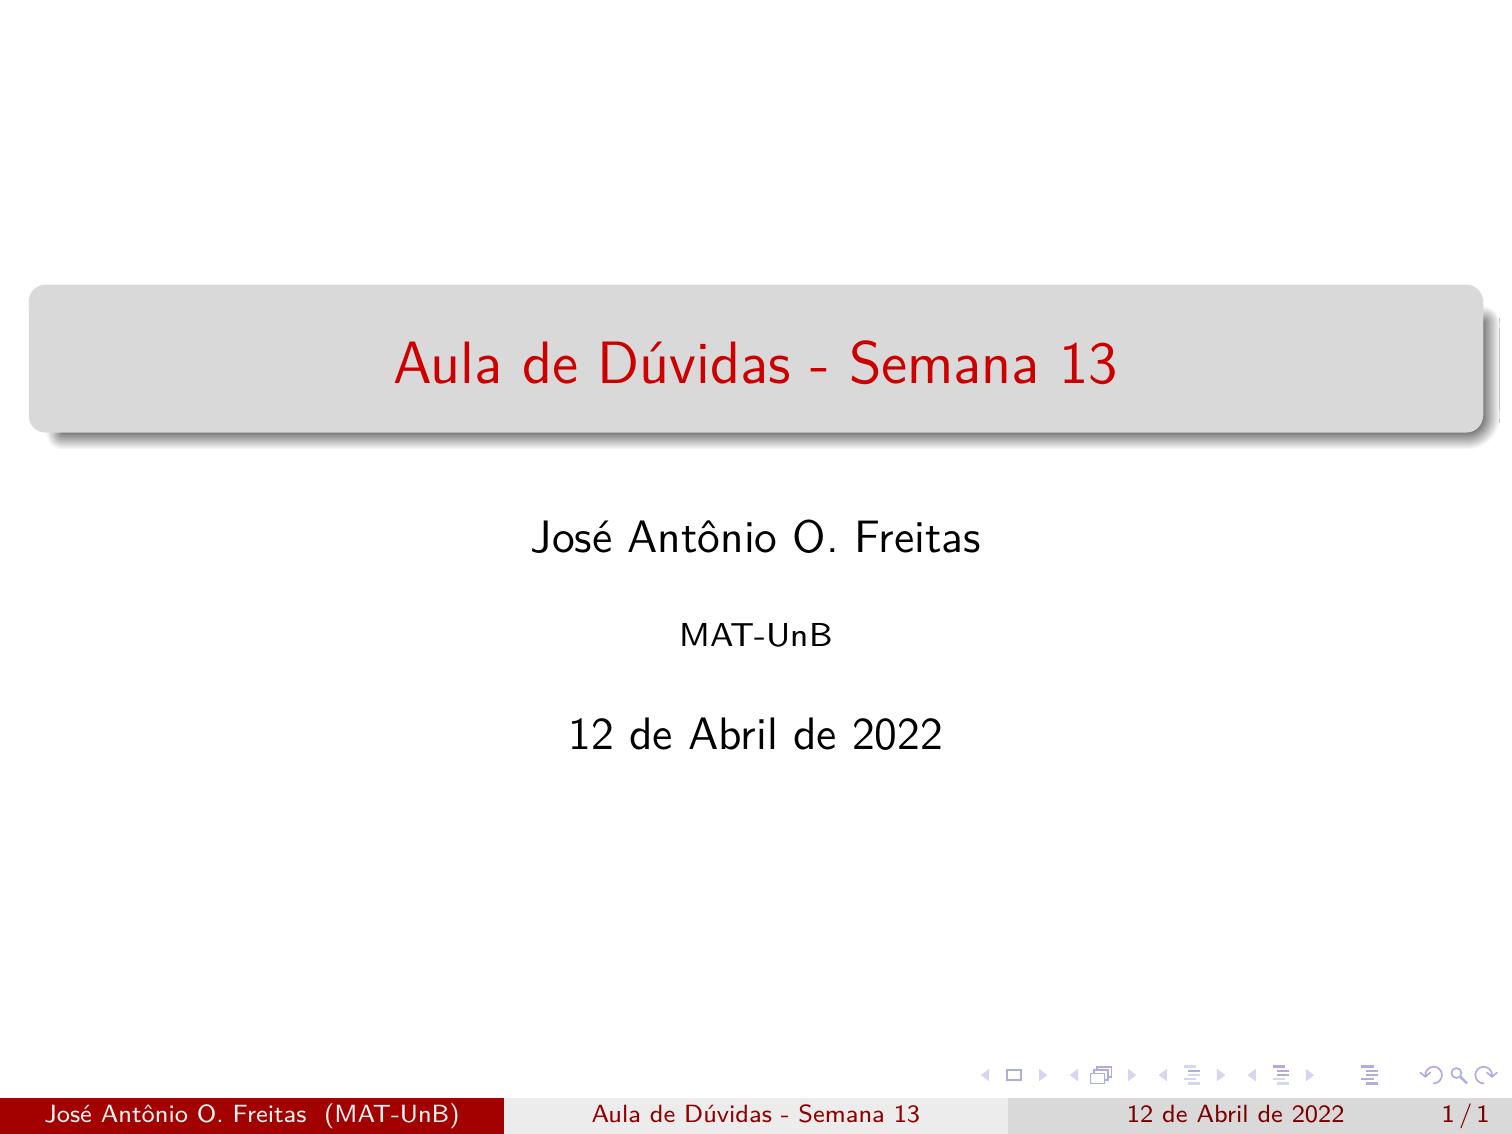 Aula de Dúvidas - Semana 13
José Antônio O. Freitas
MAT-UnB
12 de Abril de 2022
José Antônio O. Freitas (MAT-UnB) Aula de Dúvidas - Semana 13 12 de Abril de 2022 1 / 1